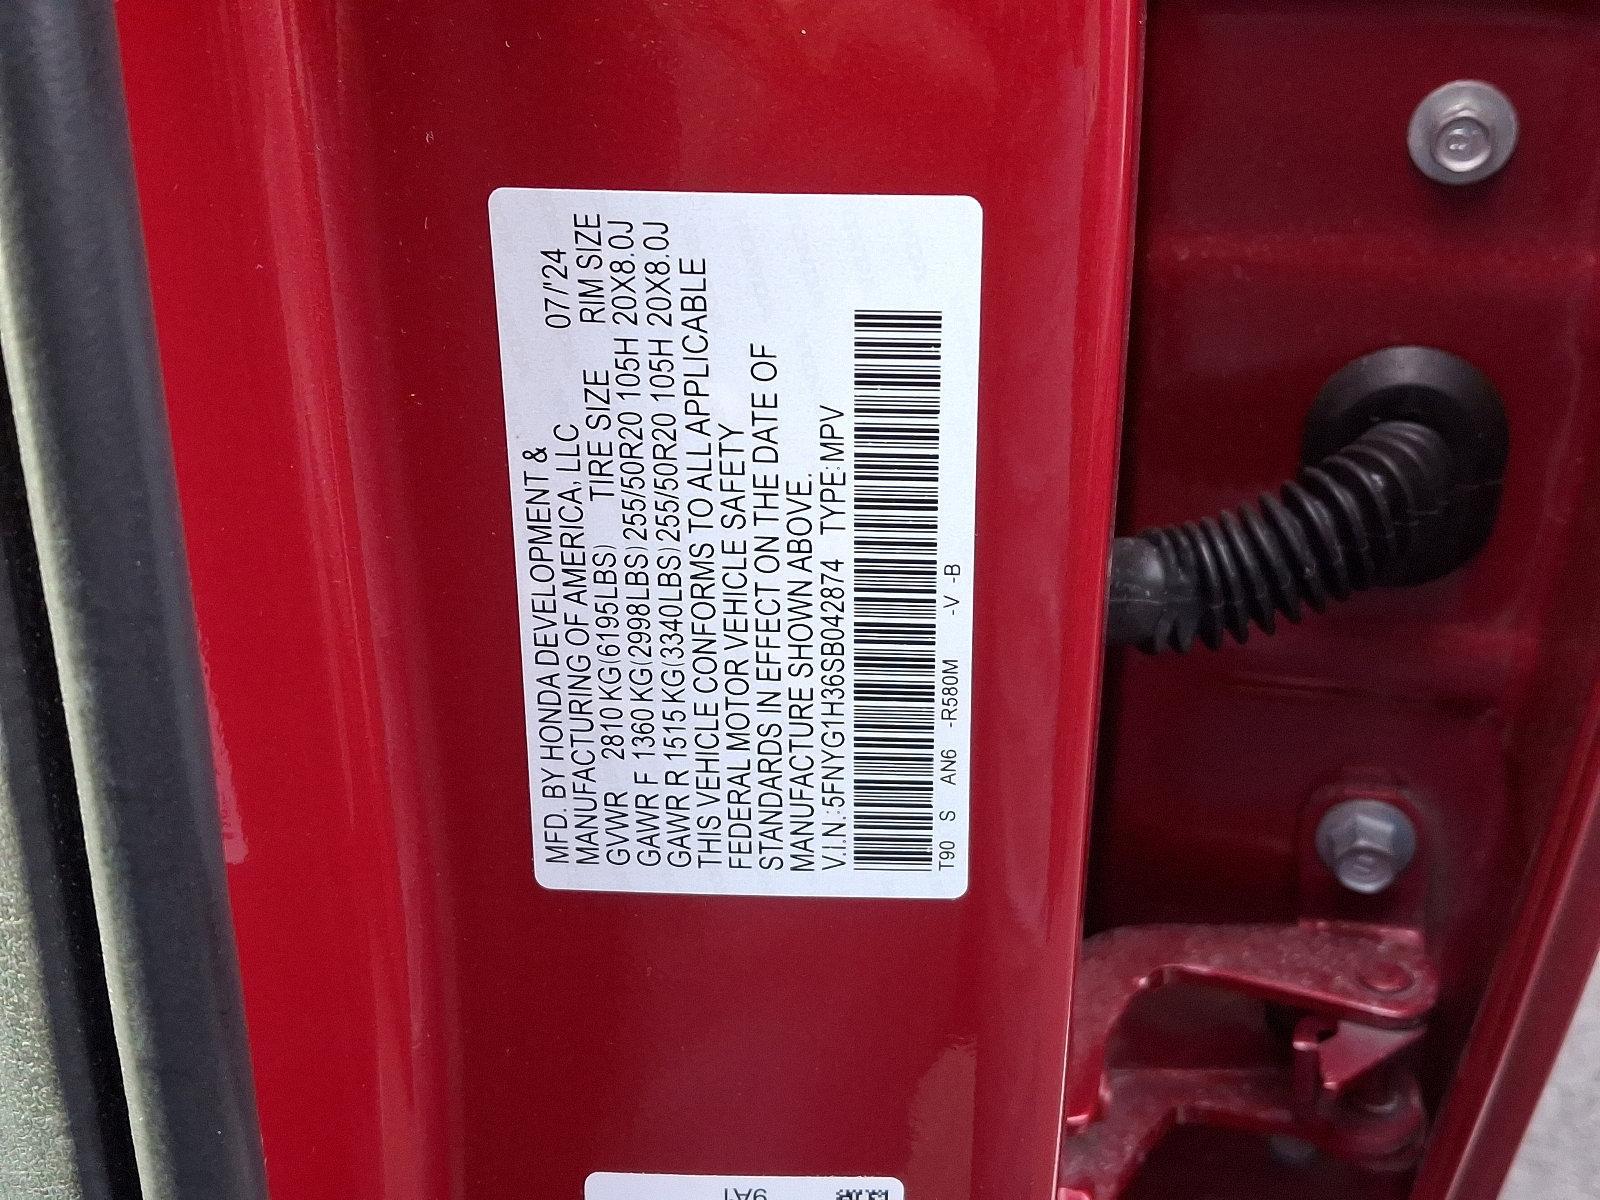 MFD. BY HONDA DEVELOPMENT &
MANUFACTURING OF AMERICA, LLC 07/'24
GVWR 2810 KG(6195LBS) TIRE SIZE RIM SIZE
GAWR F 1360 KG(2998LBS) 255/50R20 105H 20X8.0J
GAWR R 1515 KG(3340LBS) 255/50R20 105H 20X8.0J
THIS VEHICLE CONFORMS TO ALL APPLICABLE
FEDERAL MOTOR VEHICLE SAFETY
STANDARDS IN EFFECT ON THE DATE OF
MANUFACTURE SHOWN ABOVE.
V.I.N.:5FNYG1H36SB042874 TYPE:MPV
T90 S AN6 -R580M -V -B
9A1